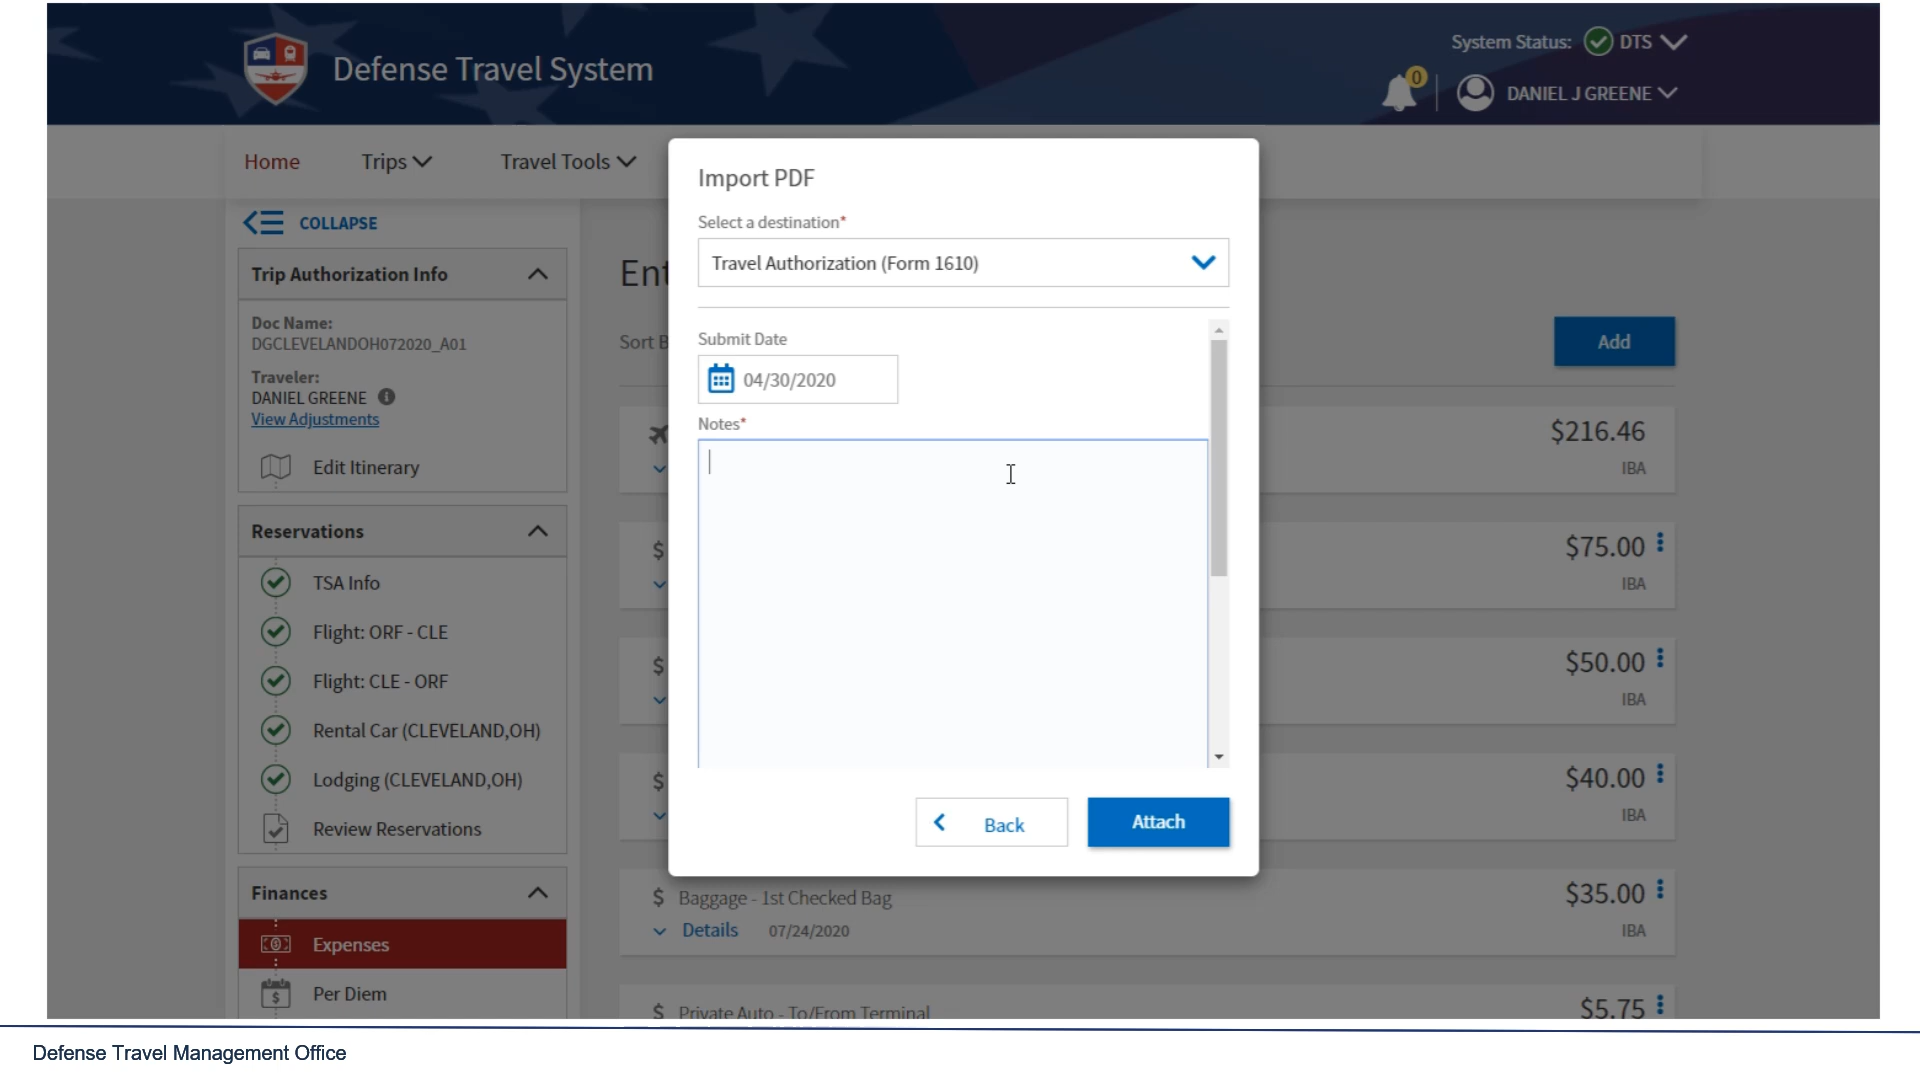 Defense Travel System
System Status: DTS
0
DANIEL J GREENE
Home Trips Travel Tools
COLLAPSE
Trip Authorization Info
Doc Name:
DGCLEVELANDOH072020_A01
Traveler:
DANIEL GREENE
View Adjustments
Edit Itinerary
Reservations
TSA Info
Flight: ORF - CLE
Flight: CLE - ORF
Rental Car (CLEVELAND,OH)
Lodging (CLEVELAND,OH)
Review Reservations
Finances
Expenses
Per Diem
Import PDF
Select a destination*
Travel Authorization (Form 1610)
Submit Date
04/30/2020
Notes*
Back
Attach
Sort
Add
$216.46
IBA
$
$75.00
IBA
$
$50.00
IBA
$
$40.00
IBA
$ Baggage - 1st Checked Bag
$35.00
Details 07/24/2020
IBA
$ Private Auto - To/From Terminal
$5.75
Defense Travel Management Office